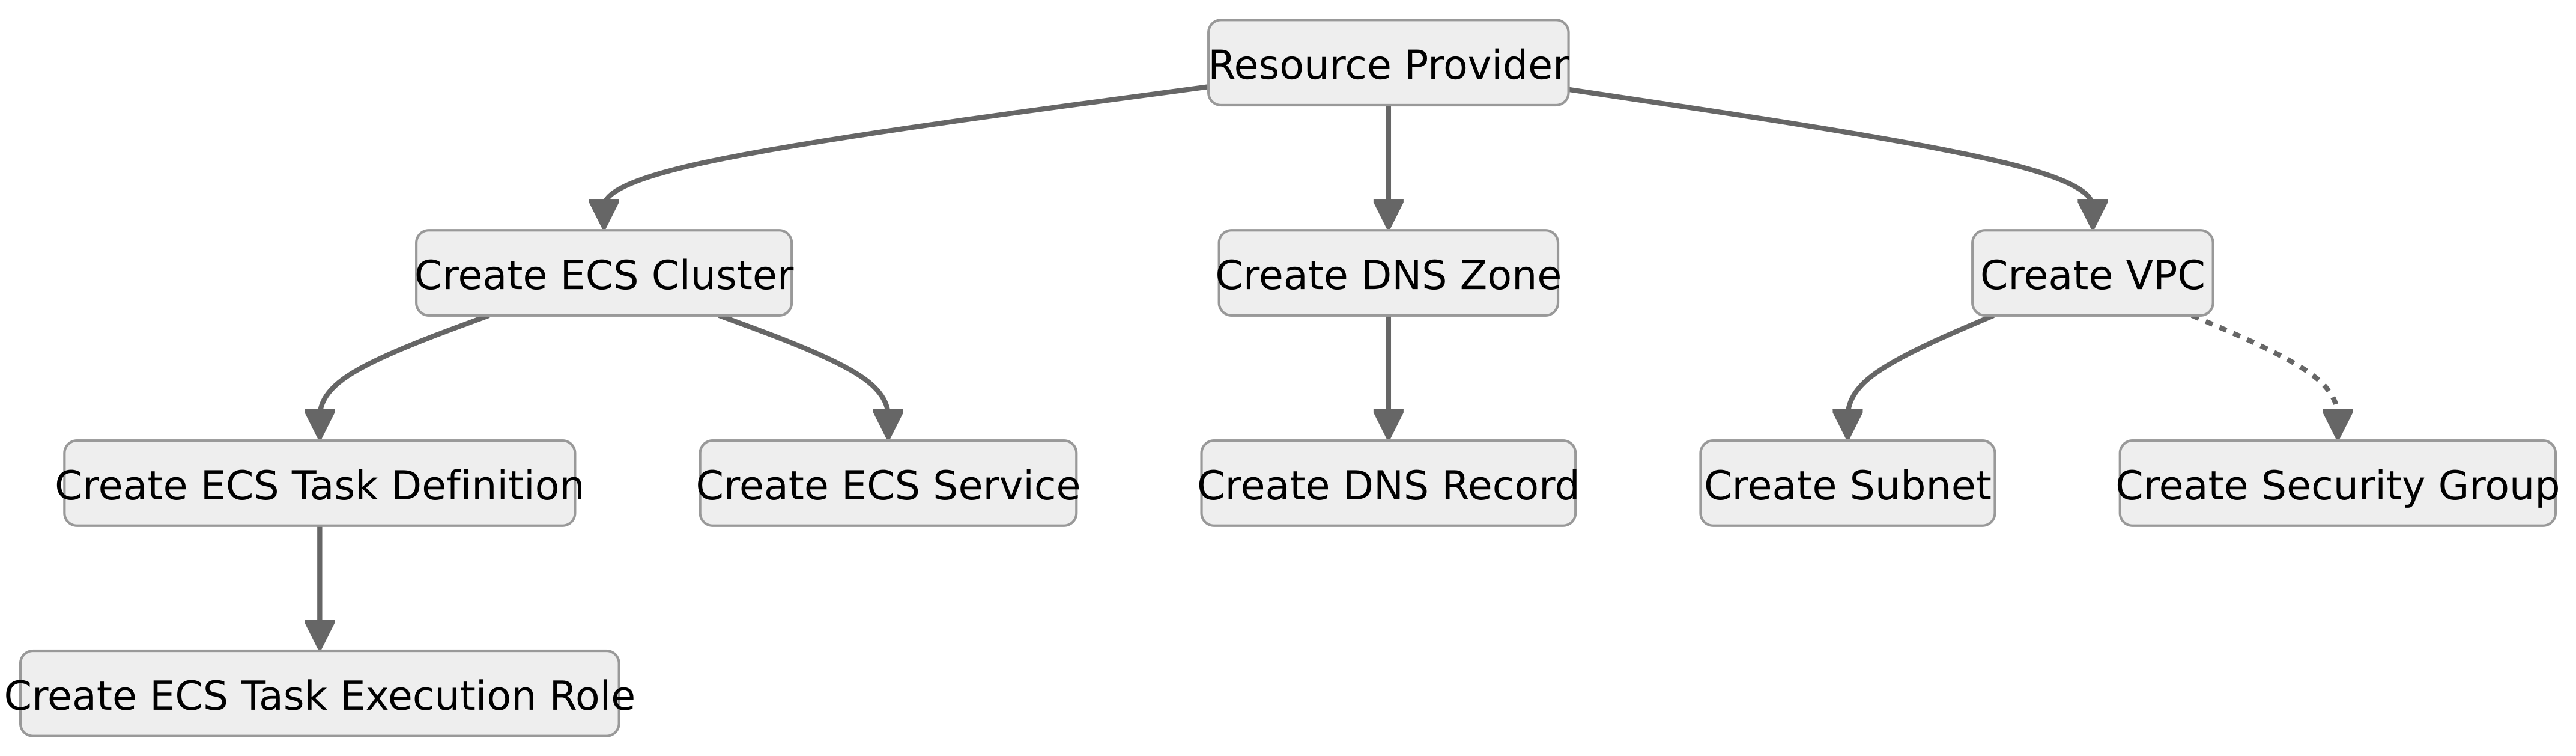 Resource Provider
Create ECS Cluster
Create DNS Zone
Create VPC
Create ECS Task Definition
Create ECS Service
Create DNS Record
Create Subnet
Create Security Group
Create ECS Task Execution Role